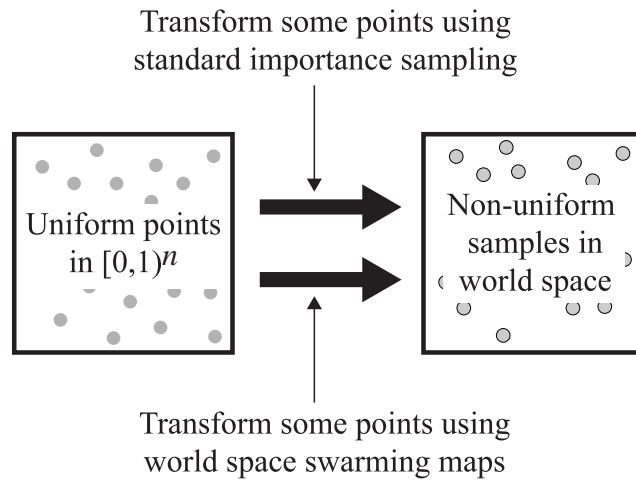 Transform some points using
standard importance sampling
Uniform points
in [0,1)ⁿ
Non-uniform
samples in
world space
Transform some points using
world space swarming maps